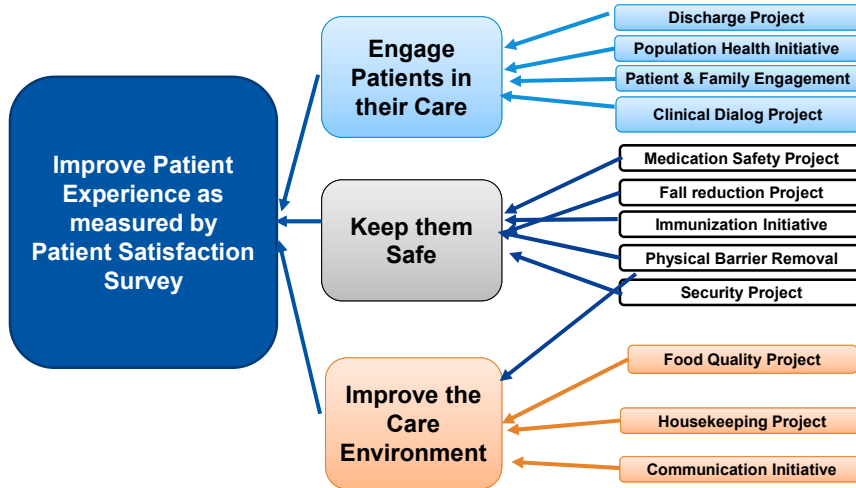 Improve Patient
Experience as
measured by
Patient Satisfaction
Survey
Engage
Patients in
their Care
Keep them
Safe
Improve the
Care
Environment
Discharge Project
Population Health Initiative
Patient & Family Engagement
Clinical Dialog Project
Medication Safety Project
Fall reduction Project
Immunization Initiative
Physical Barrier Removal
Security Project
Food Quality Project
Housekeeping Project
Communication Initiative